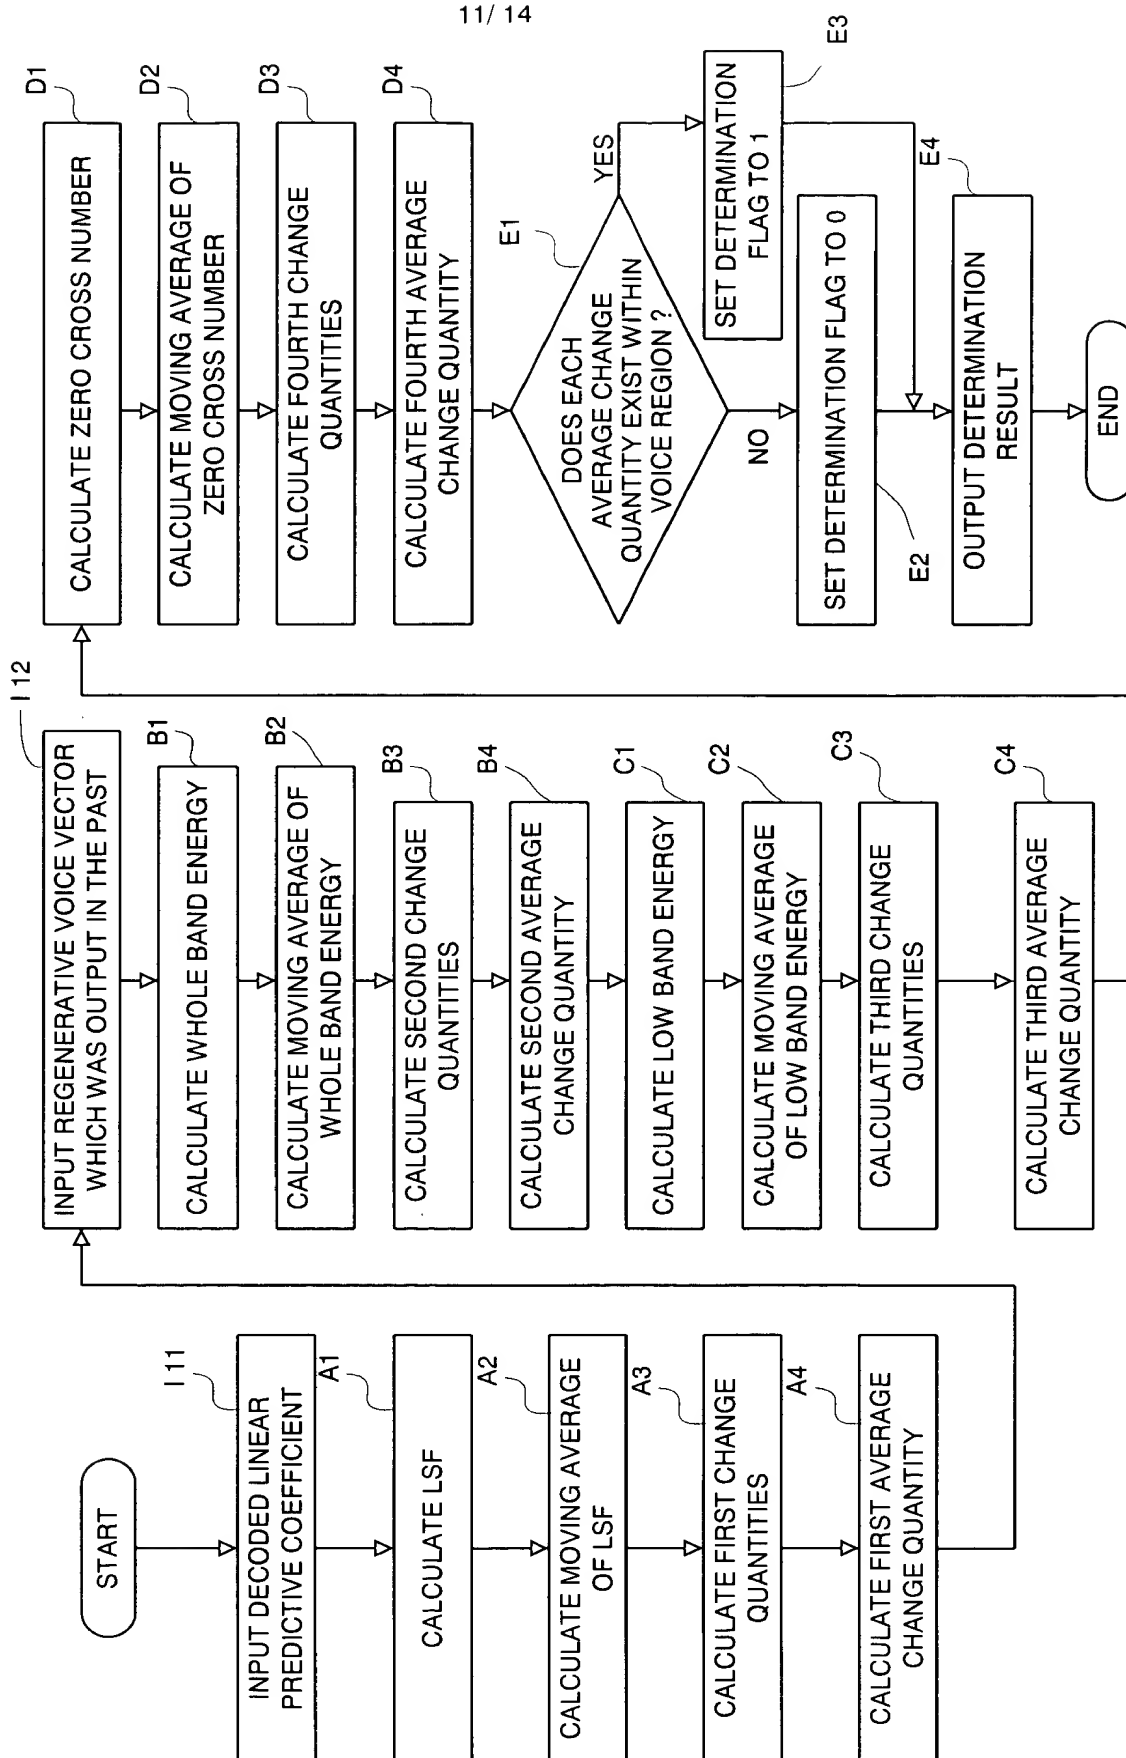 11/ 14
START
I 11
INPUT DECODED LINEAR
PREDICTIVE COEFFICIENT
A1
CALCULATE LSF
A2
CALCULATE MOVING AVERAGE
OF LSF
A3
CALCULATE FIRST CHANGE
QUANTITIES
A4
CALCULATE FIRST AVERAGE
CHANGE QUANTITY
I 12
INPUT REGENERATIVE VOICE VECTOR
WHICH WAS OUTPUT IN THE PAST
B1
CALCULATE WHOLE BAND ENERGY
B2
CALCULATE MOVING AVERAGE OF
WHOLE BAND ENERGY
B3
CALCULATE SECOND CHANGE
QUANTITIES
B4
CALCULATE SECOND AVERAGE
CHANGE QUANTITY
C1
CALCULATE LOW BAND ENERGY
C2
CALCULATE MOVING AVERAGE
OF LOW BAND ENERGY
C3
CALCULATE THIRD CHANGE
QUANTITIES
C4
CALCULATE THIRD AVERAGE
CHANGE QUANTITY
D1
CALCULATE ZERO CROSS NUMBER
D2
CALCULATE MOVING AVERAGE OF
ZERO CROSS NUMBER
D3
CALCULATE FOURTH CHANGE
QUANTITIES
D4
CALCULATE FOURTH AVERAGE
CHANGE QUANTITY
E1
DOES EACH
AVERAGE CHANGE
QUANTITY EXIST WITHIN
VOICE REGION ?
YES
NO
E3
SET DETERMINATION
FLAG TO 1
SET DETERMINATION FLAG TO 0
E2
E4
OUTPUT DETERMINATION
RESULT
END